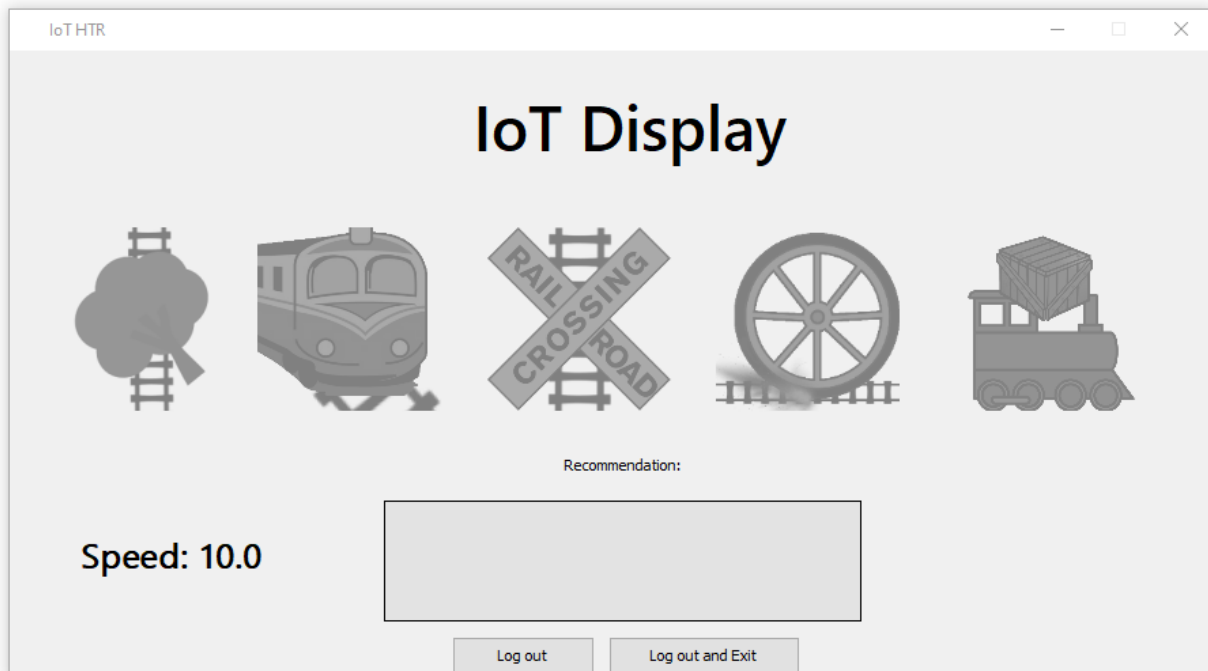 IoT HTR
IoT Display
RAIL
ROAD
CROSSING
Recommendation:
Speed: 10.0
Log out
Log out and Exit